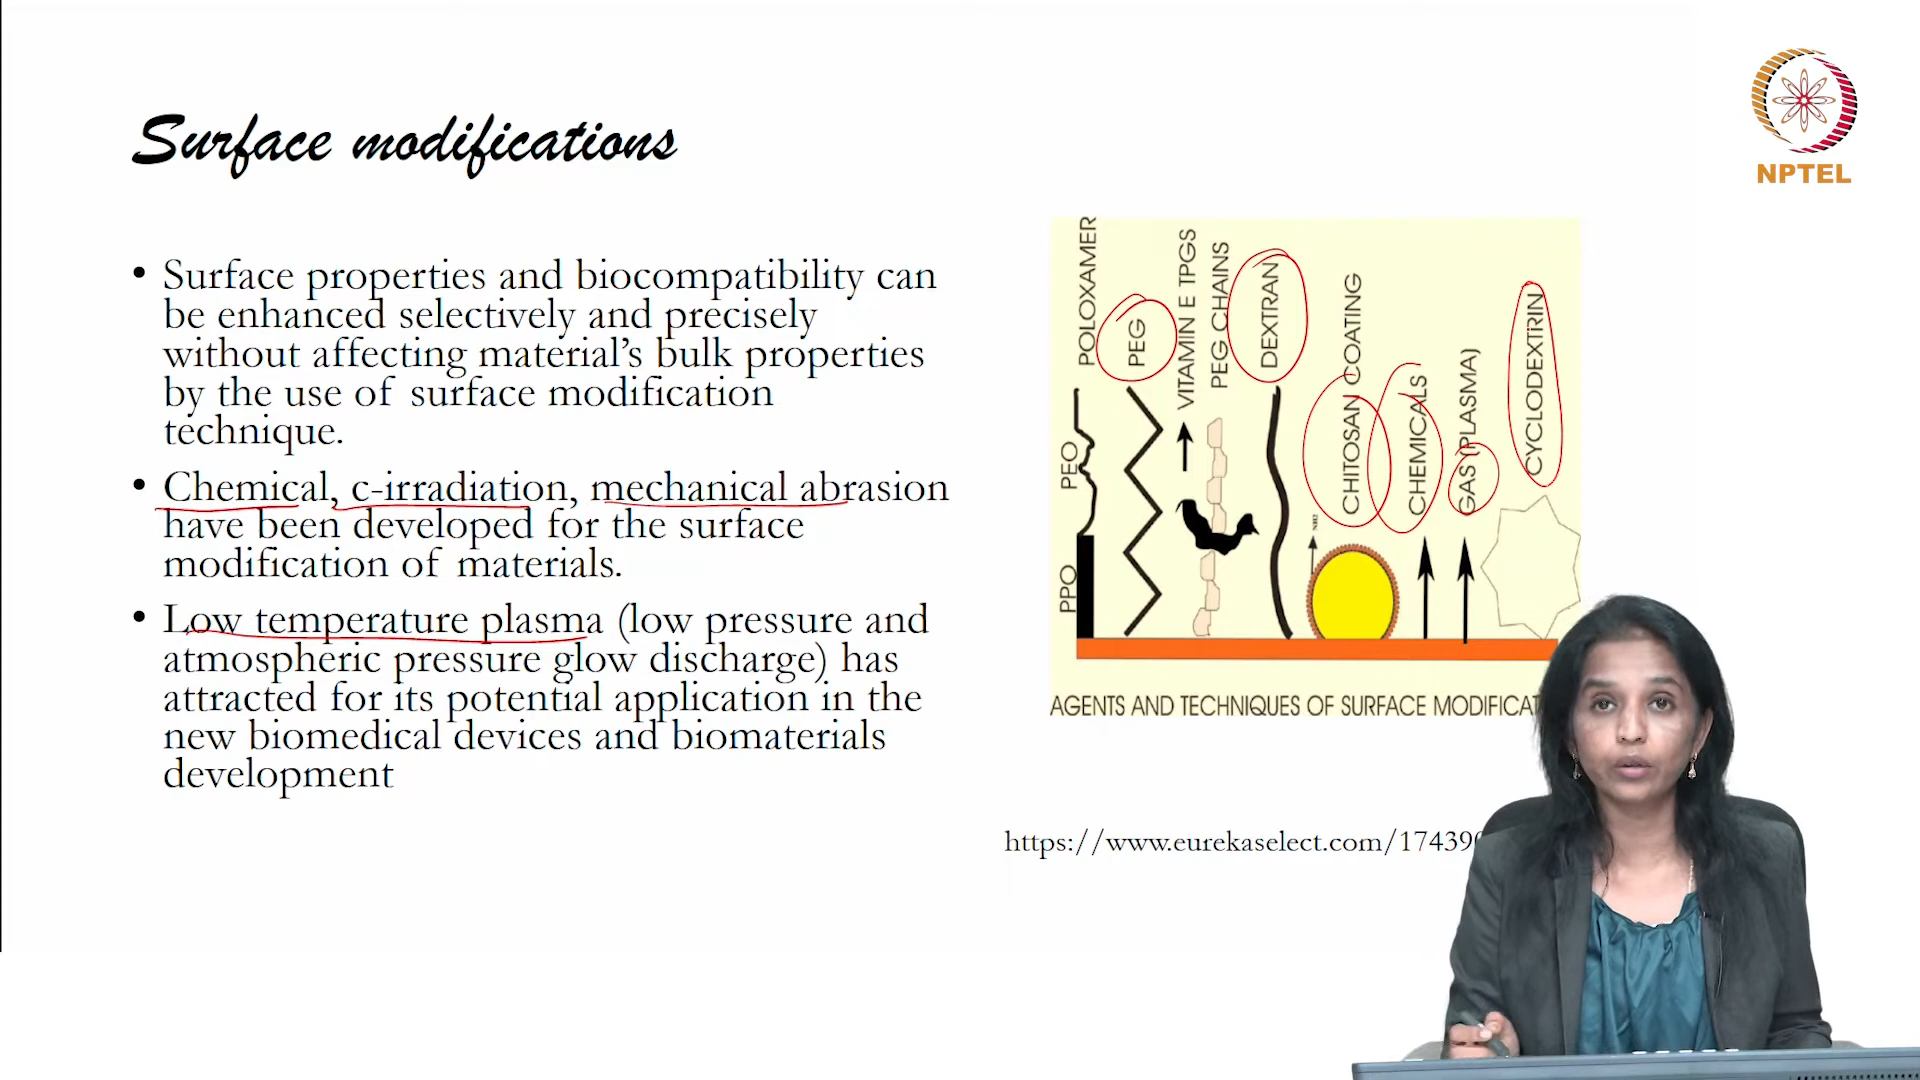 Surface modifications
NPTEL
• Surface properties and biocompatibility can
be enhanced selectively and precisely
without affecting material's bulk properties
by the use of surface modification
technique.
• Chemical, c-irradiation, mechanical abrasion
have been developed for the surface
modification of materials.
• Low temperature plasma (low pressure and
atmospheric pressure glow discharge) has
attracted for its potential application in the
new biomedical devices and biomaterials
development
POLOXAMER
PEO
PPO
PEG
VITAMIN E TPGS
PEG CHAINS
DEXTRAN
NH2
CHITOSAN COATING
CHEMICALS
GAS (PLASMA)
CYCLODEXTIRIN
AGENTS AND TECHNIQUES OF SURFACE MODIFICAT
https://www.eurekaselect.com/17439